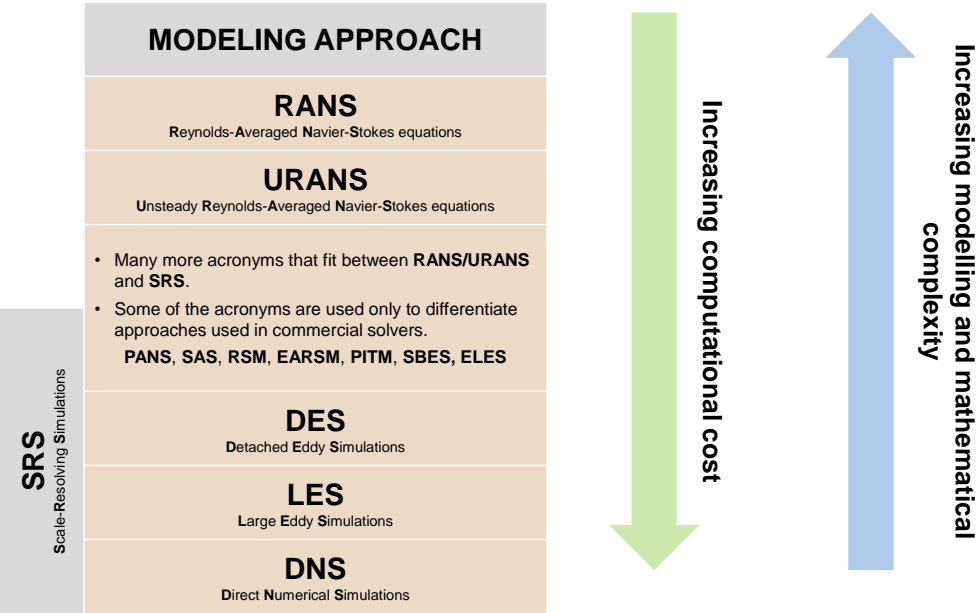 MODELING APPROACH
RANS
Reynolds-Averaged Navier-Stokes equations
URANS
Unsteady Reynolds-Averaged Navier-Stokes equations
• Many more acronyms that fit between RANS/URANS
and SRS.
• Some of the acronyms are used only to differentiate
approaches used in commercial solvers.
PANS, SAS, RSM, EARSM, PITM, SBES, ELES
SRS
Scale-Resolving Simulations
DES
Detached Eddy Simulations
LES
Large Eddy Simulations
DNS
Direct Numerical Simulations
Increasing computational cost
Increasing modelling and mathematical
complexity